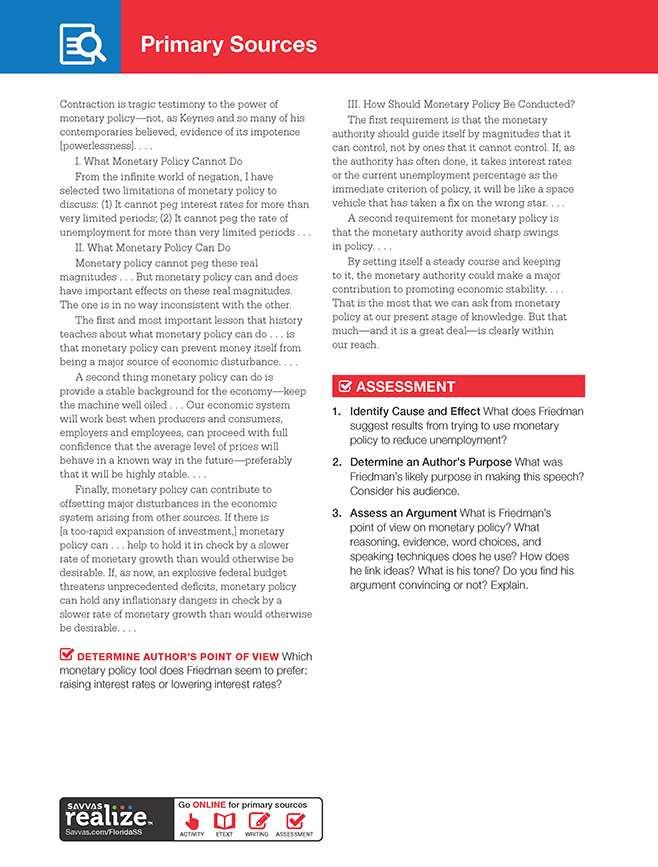 Primary Sources
Contraction is tragic testimony to the power of
monetary policy—not, as Keynes and so many of his
contemporaries believed, evidence of its impotence
[powerlessness]. . . .
I. What Monetary Policy Cannot Do
From the infinite world of negation, I have
selected two limitations of monetary policy to
discuss: (1) It cannot peg interest rates for more than
very limited periods; (2) It cannot peg the rate of
unemployment for more than very limited periods . . .
II. What Monetary Policy Can Do
Monetary policy cannot peg these real
magnitudes . . . But monetary policy can and does
have important effects on these real magnitudes.
The one is in no way inconsistent with the other.
The first and most important lesson that history
teaches about what monetary policy can do . . . is
that monetary policy can prevent money itself from
being a major source of economic disturbance. . . .
A second thing monetary policy can do is
provide a stable background for the economy—keep
the machine well oiled . . . Our economic system
will work best when producers and consumers,
employers and employees, can proceed with full
confidence that the average level of prices will
behave in a known way in the future—preferably
that it will be highly stable. . . .
Finally, monetary policy can contribute to
offsetting major disturbances in the economic
system arising from other sources. If there is
[a too-rapid expansion of investment,] monetary
policy can . . . help to hold it in check by a slower
rate of monetary growth than would otherwise be
desirable. If, as now, an explosive federal budget
threatens unprecedented deficits, monetary policy
can hold any inflationary dangers in check by a
slower rate of monetary growth than would otherwise
be desirable. . . .
DETERMINE AUTHOR'S POINT OF VIEW Which
monetary policy tool does Friedman seem to prefer:
raising interest rates or lowering interest rates?
III. How Should Monetary Policy Be Conducted?
The first requirement is that the monetary
authority should guide itself by magnitudes that it
can control, not by ones that it cannot control. If, as
the authority has often done, it takes interest rates
or the current unemployment percentage as the
immediate criterion of policy, it will be like a space
vehicle that has taken a fix on the wrong star. . . .
A second requirement for monetary policy is
that the monetary authority avoid sharp swings
in policy. . . .
By setting itself a steady course and keeping
to it, the monetary authority could make a major
contribution to promoting economic stability. . . .
That is the most that we can ask from monetary
policy at our present stage of knowledge. But that
much—and it is a great deal—is clearly within
our reach.
ASSESSMENT
1. Identify Cause and Effect What does Friedman
suggest results from trying to use monetary
policy to reduce unemployment?
2. Determine an Author's Purpose What was
Friedman's likely purpose in making this speech?
Consider his audience.
3. Assess an Argument What is Friedman's
point of view on monetary policy? What
reasoning, evidence, word choices, and
speaking techniques does he use? How does
he link ideas? What is his tone? Do you find his
argument convincing or not? Explain.
SAVVAS
realize™
Savvas.com/FloridaSS
Go ONLINE for primary sources
ACTIVITY ETEXT WRITING ASSESSMENT